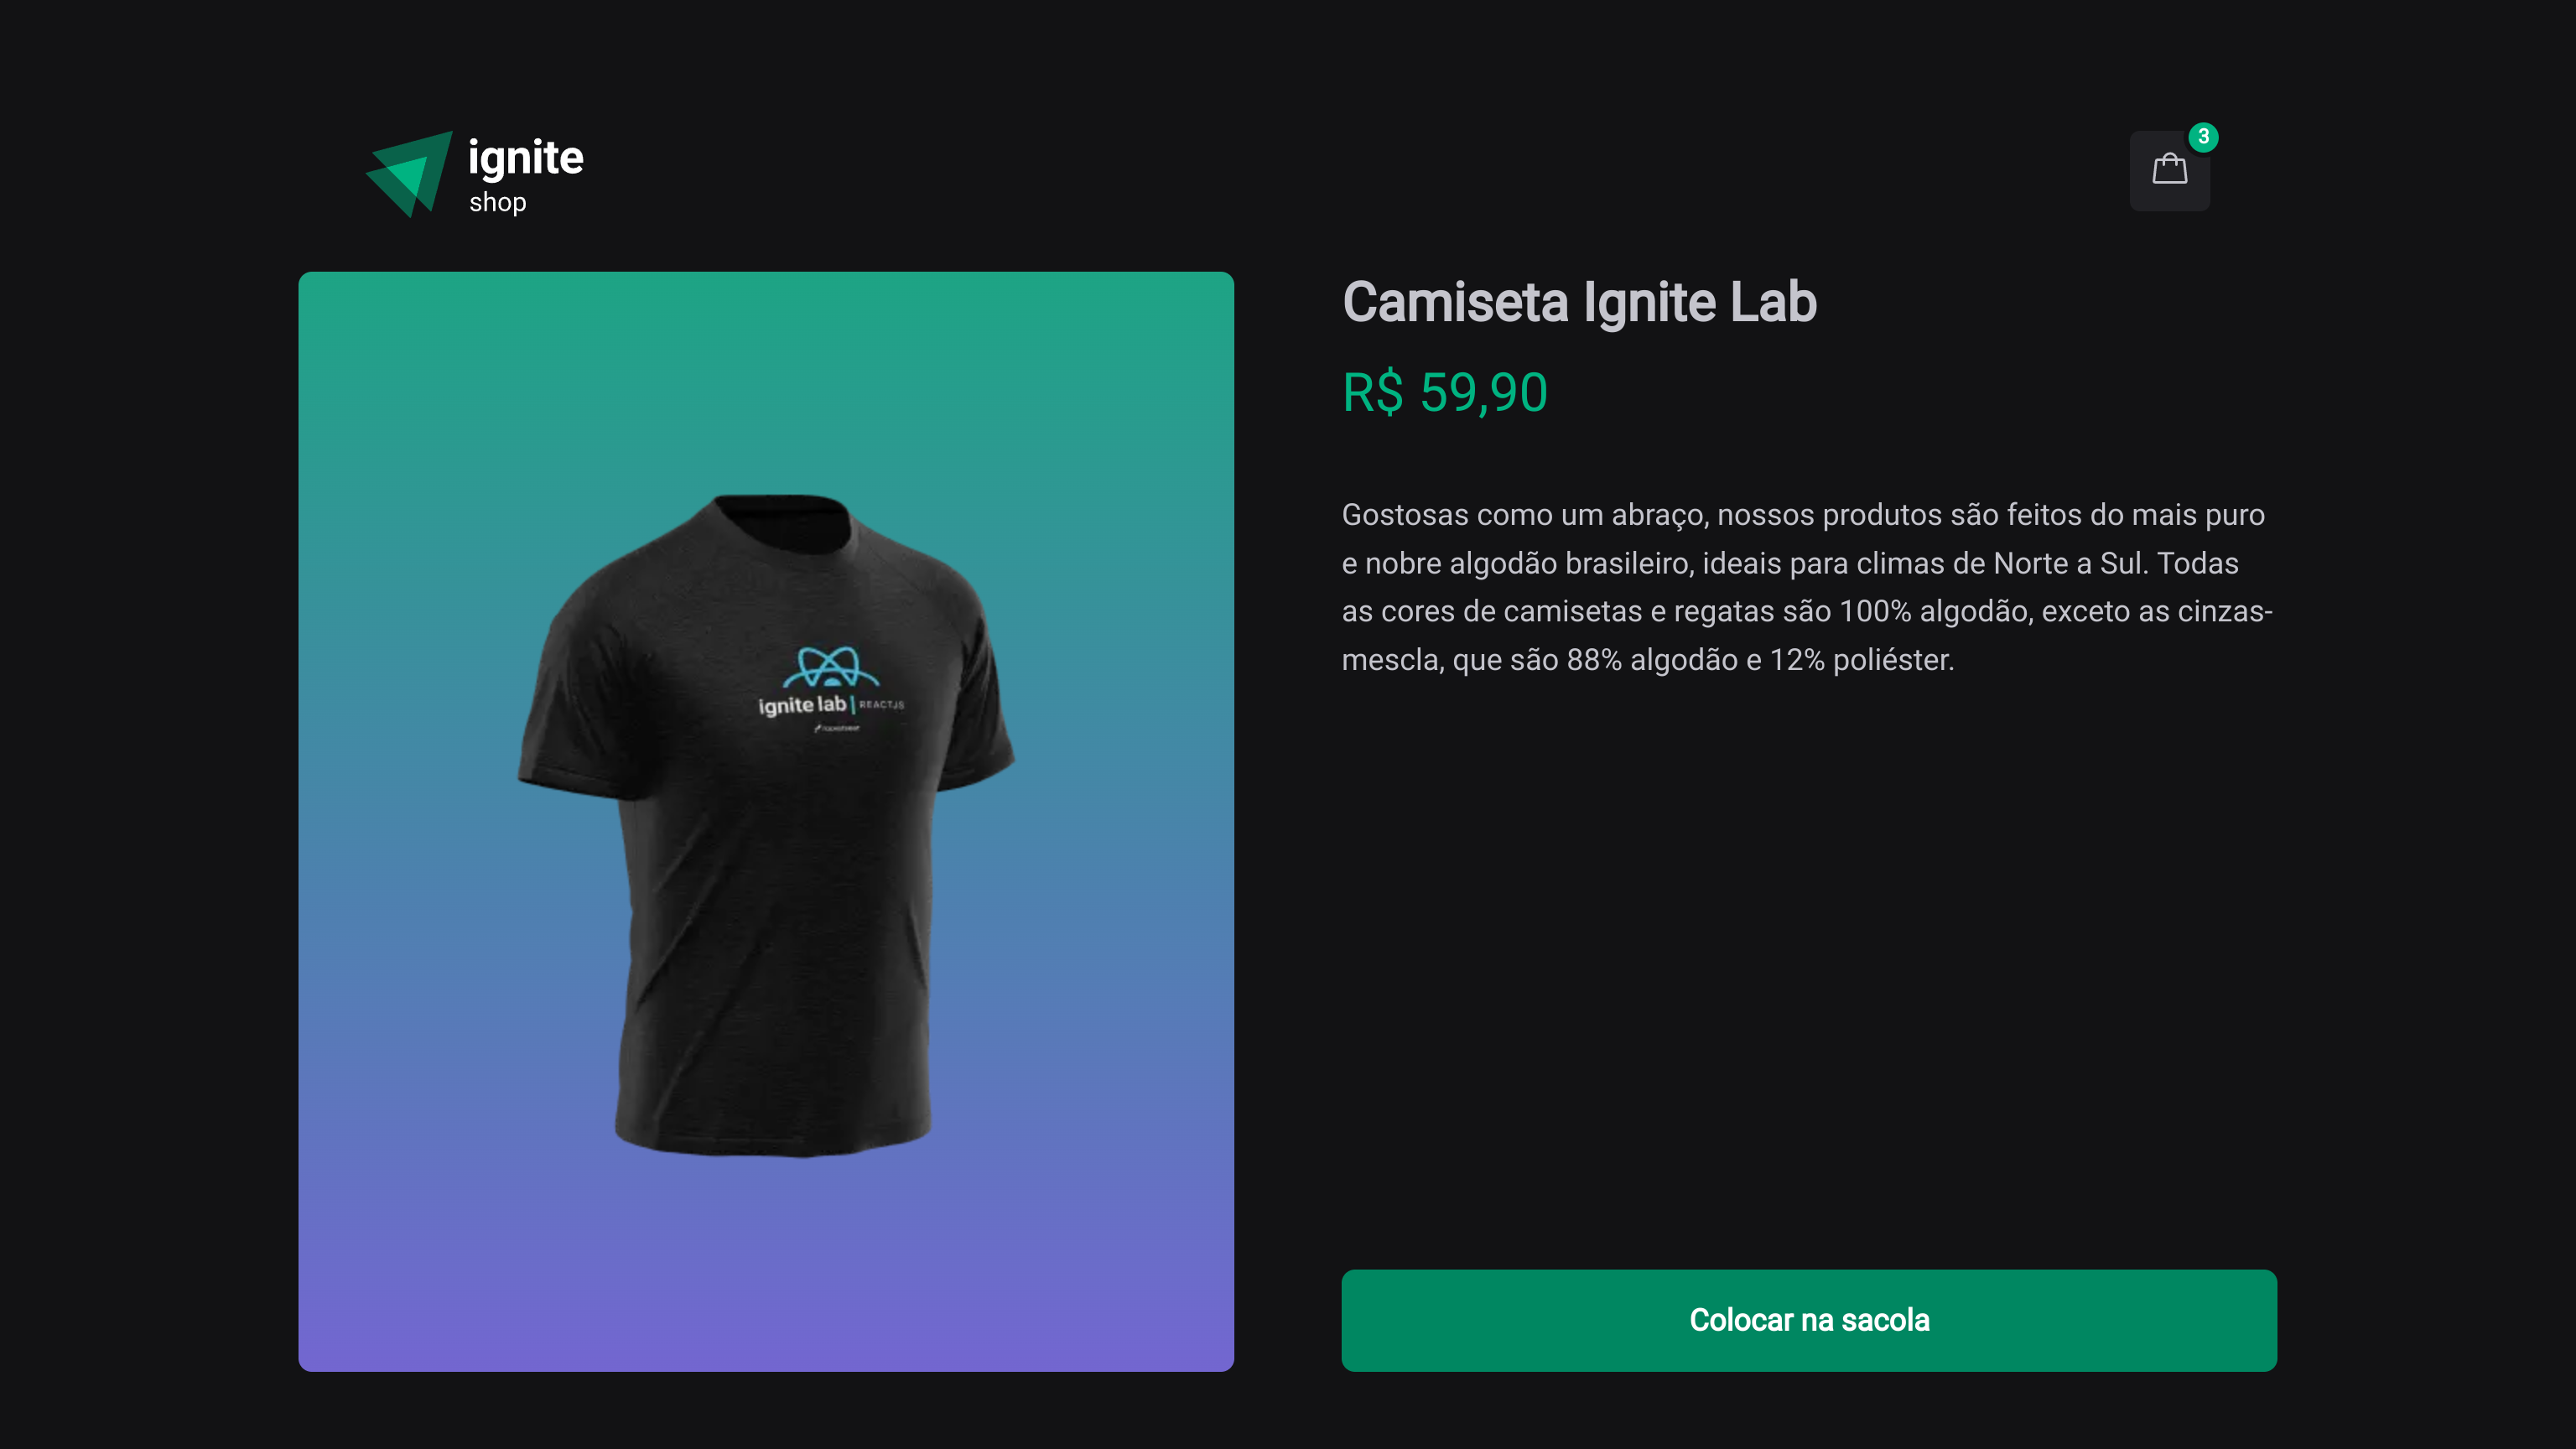 ignite
shop
3
Camiseta Ignite Lab
R$ 59,90
Gostosas como um abraço, nossos produtos são feitos do mais puro
e nobre algodão brasileiro, ideais para climas de Norte a Sul. Todas
as cores de camisetas e regatas são 100% algodão, exceto as cinzas-
mescla, que são 88% algodão e 12% poliéster.
ignite lab | REACTJS
Colocar na sacola